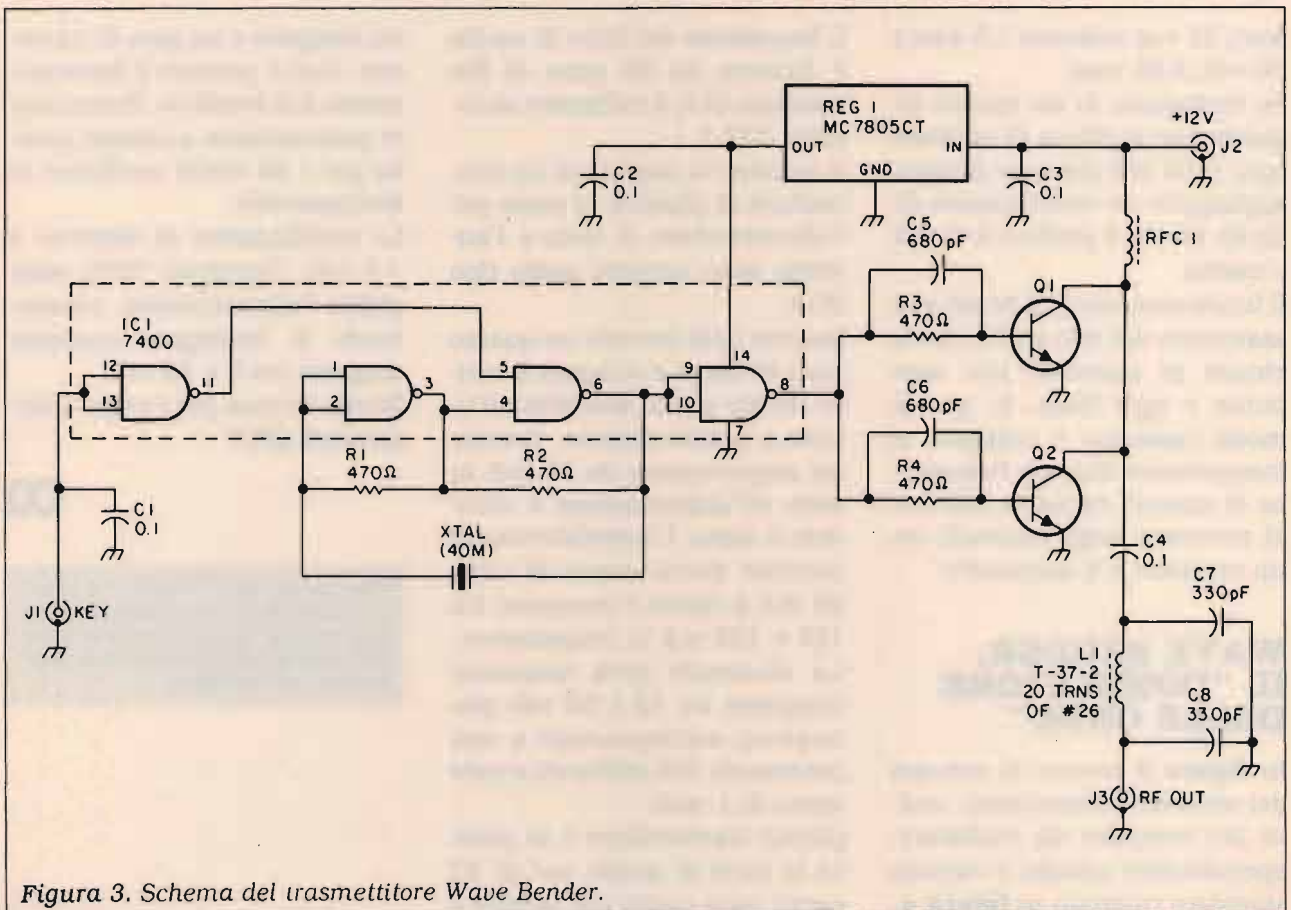 REG 1
MC7805CT
OUT
IN
GND
+12V
J2
C2
0.1
C3
0.1
RFC 1
C5
680pF
R3
470Ω
Q1
IC1
7400
12
13
11
1
2
3
5
4
6
9
10
14
8
7
R1
470Ω
R2
470Ω
C6
680pF
R4
470Ω
Q2
C1
0.1
XTAL
(40M)
C4
0.1
C7
330pF
J1
KEY
L1
T-37-2
20 TRNS
OF #26
C8
330pF
J3
RF OUT
Figura 3. Schema del trasmettitore Wave Bender.